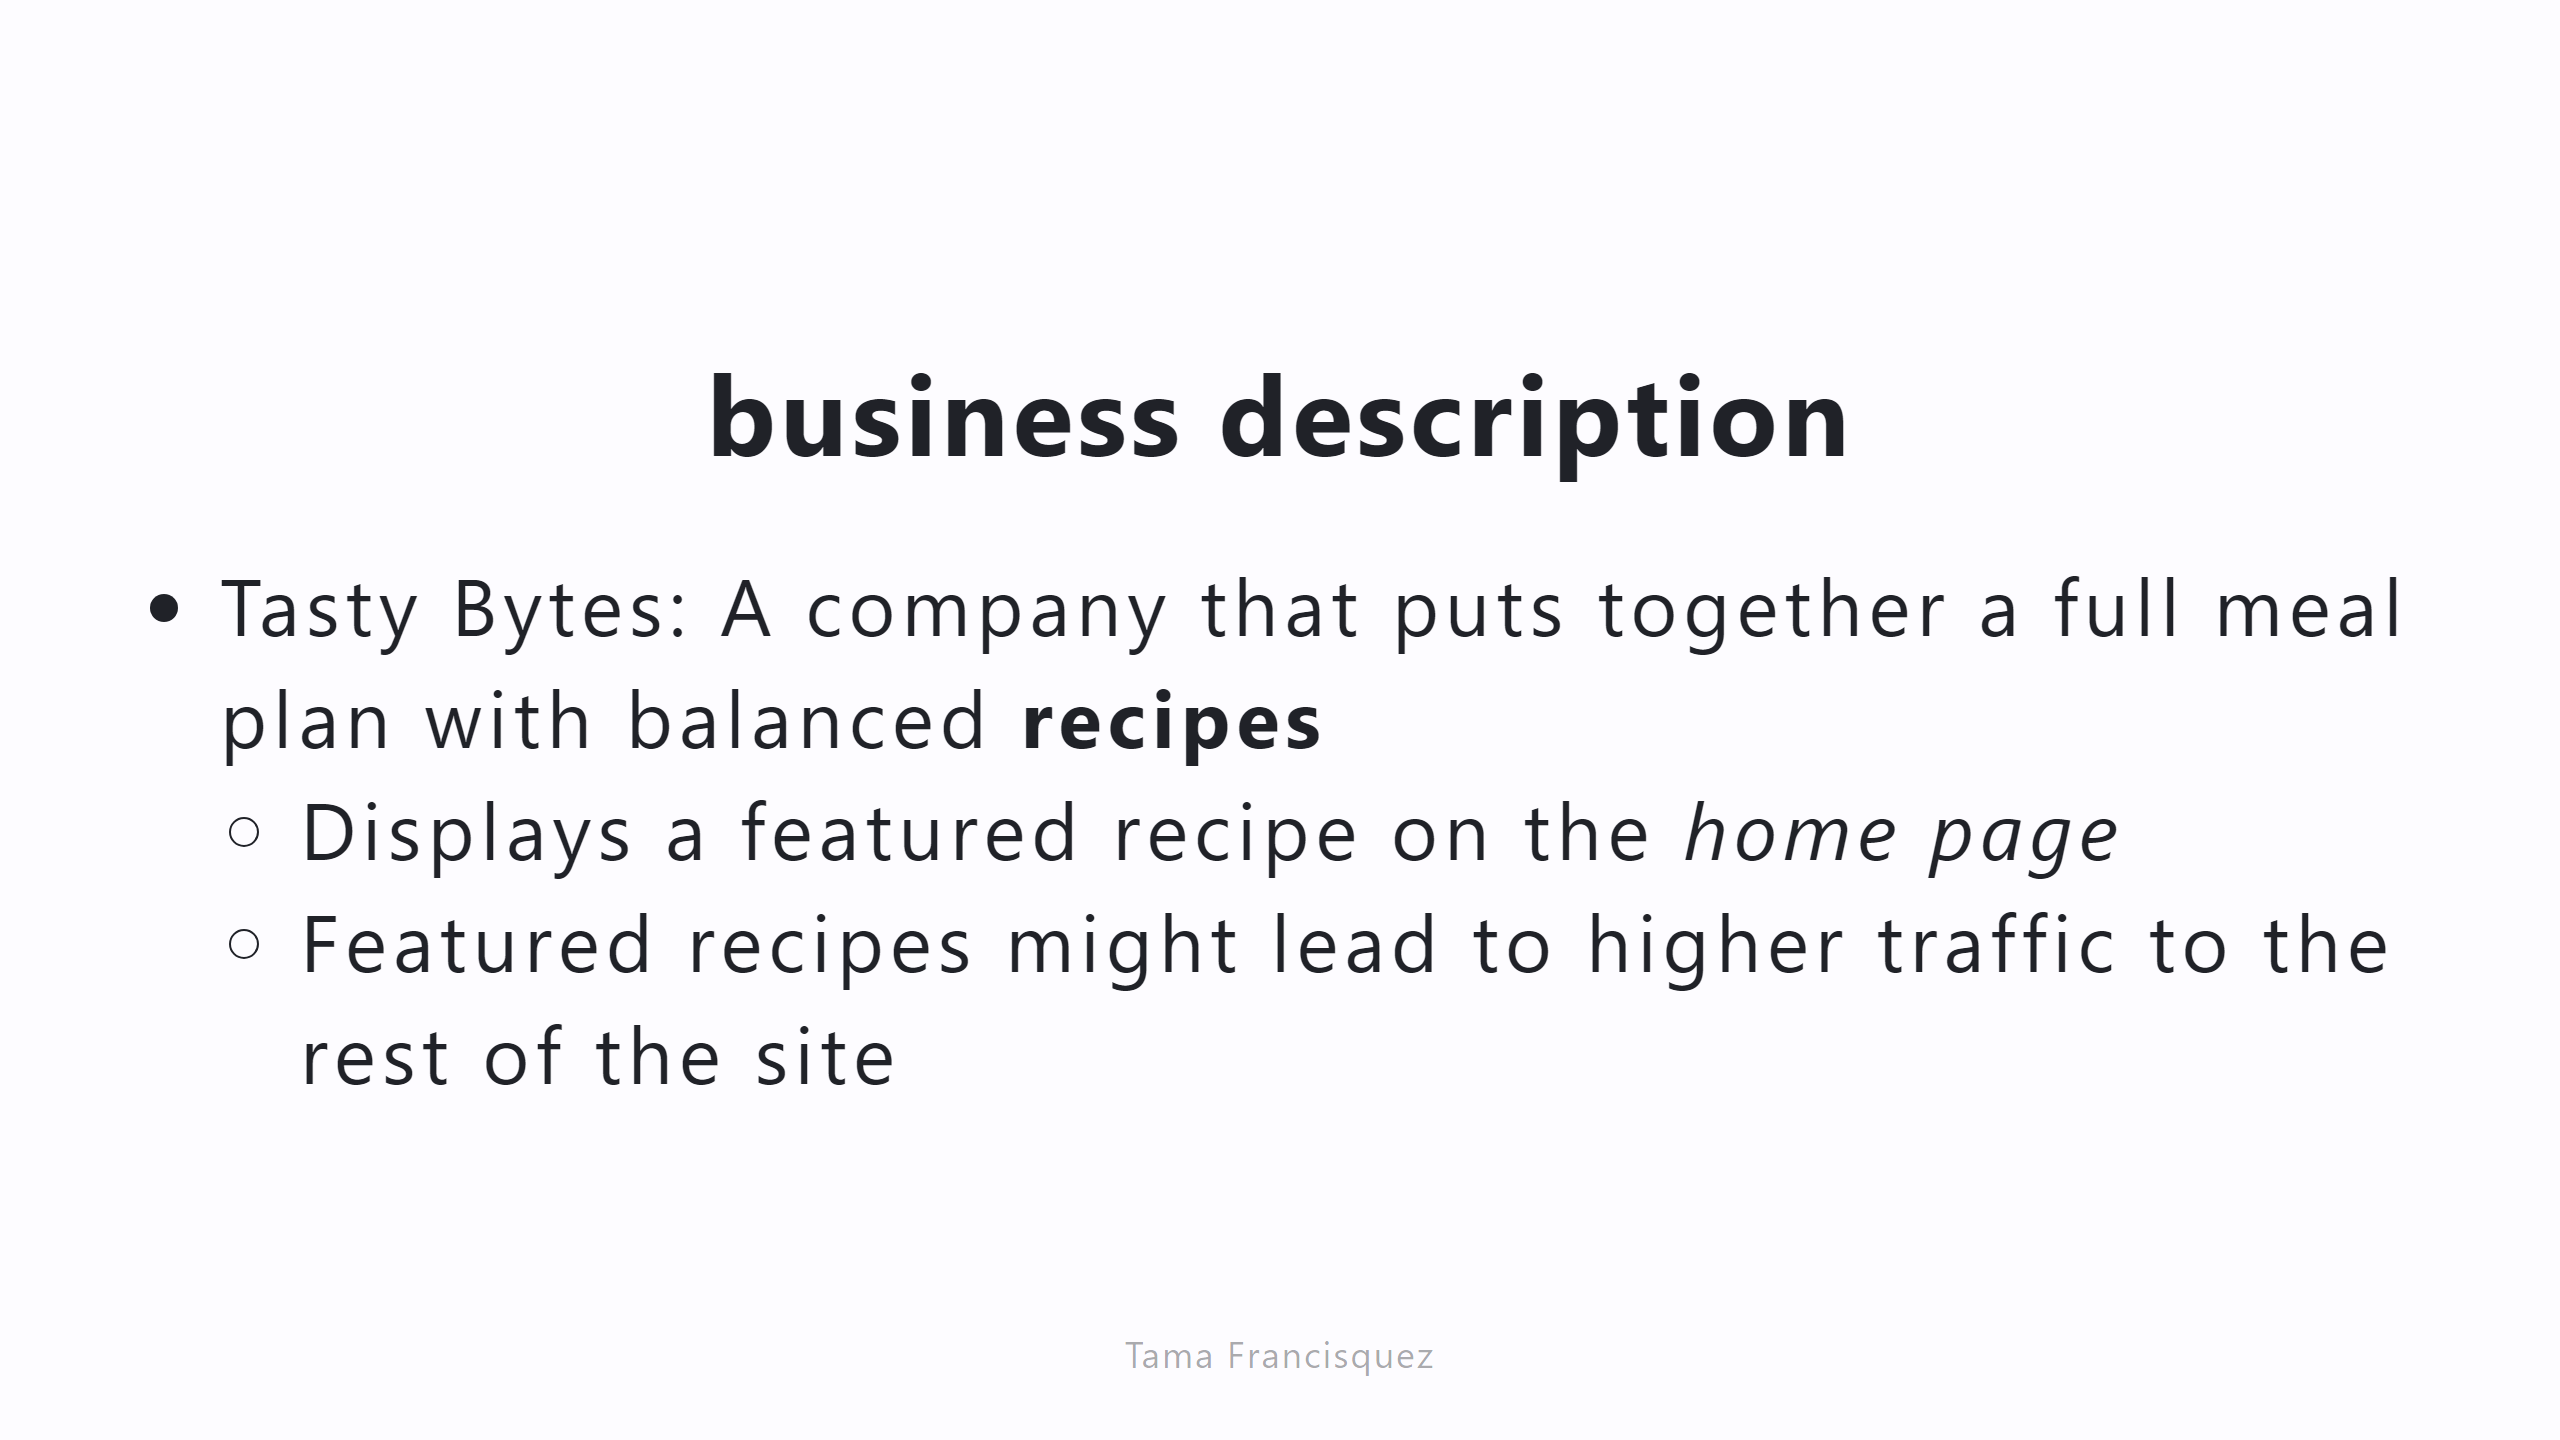 business description
• Tasty Bytes: A company that puts together a full meal
plan with balanced recipes
○ Displays a featured recipe on the home page
○ Featured recipes might lead to higher traffic to the
rest of the site
Tama Francisquez